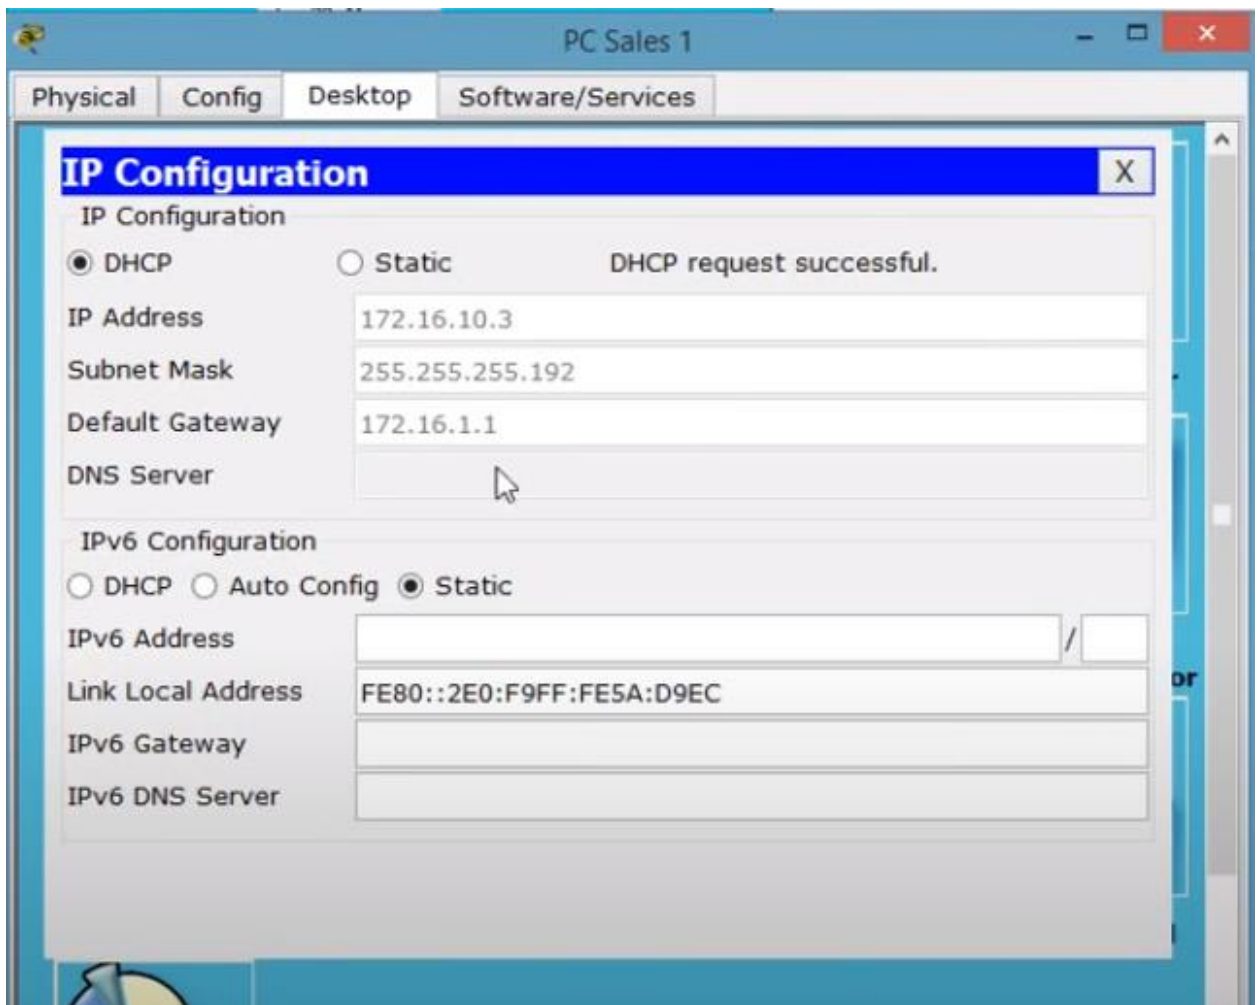 PC Sales 1
Physical Config Desktop Software/Services
IP Configuration X
IP Configuration
DHCP Static DHCP request successful.
IP Address 172.16.10.3
Subnet Mask 255.255.255.192
Default Gateway 172.16.1.1
DNS Server
IPv6 Configuration
DHCP Auto Config Static
IPv6 Address /
Link Local Address FE80::2E0:F9FF:FE5A:D9EC
or
IPv6 Gateway
IPv6 DNS Server